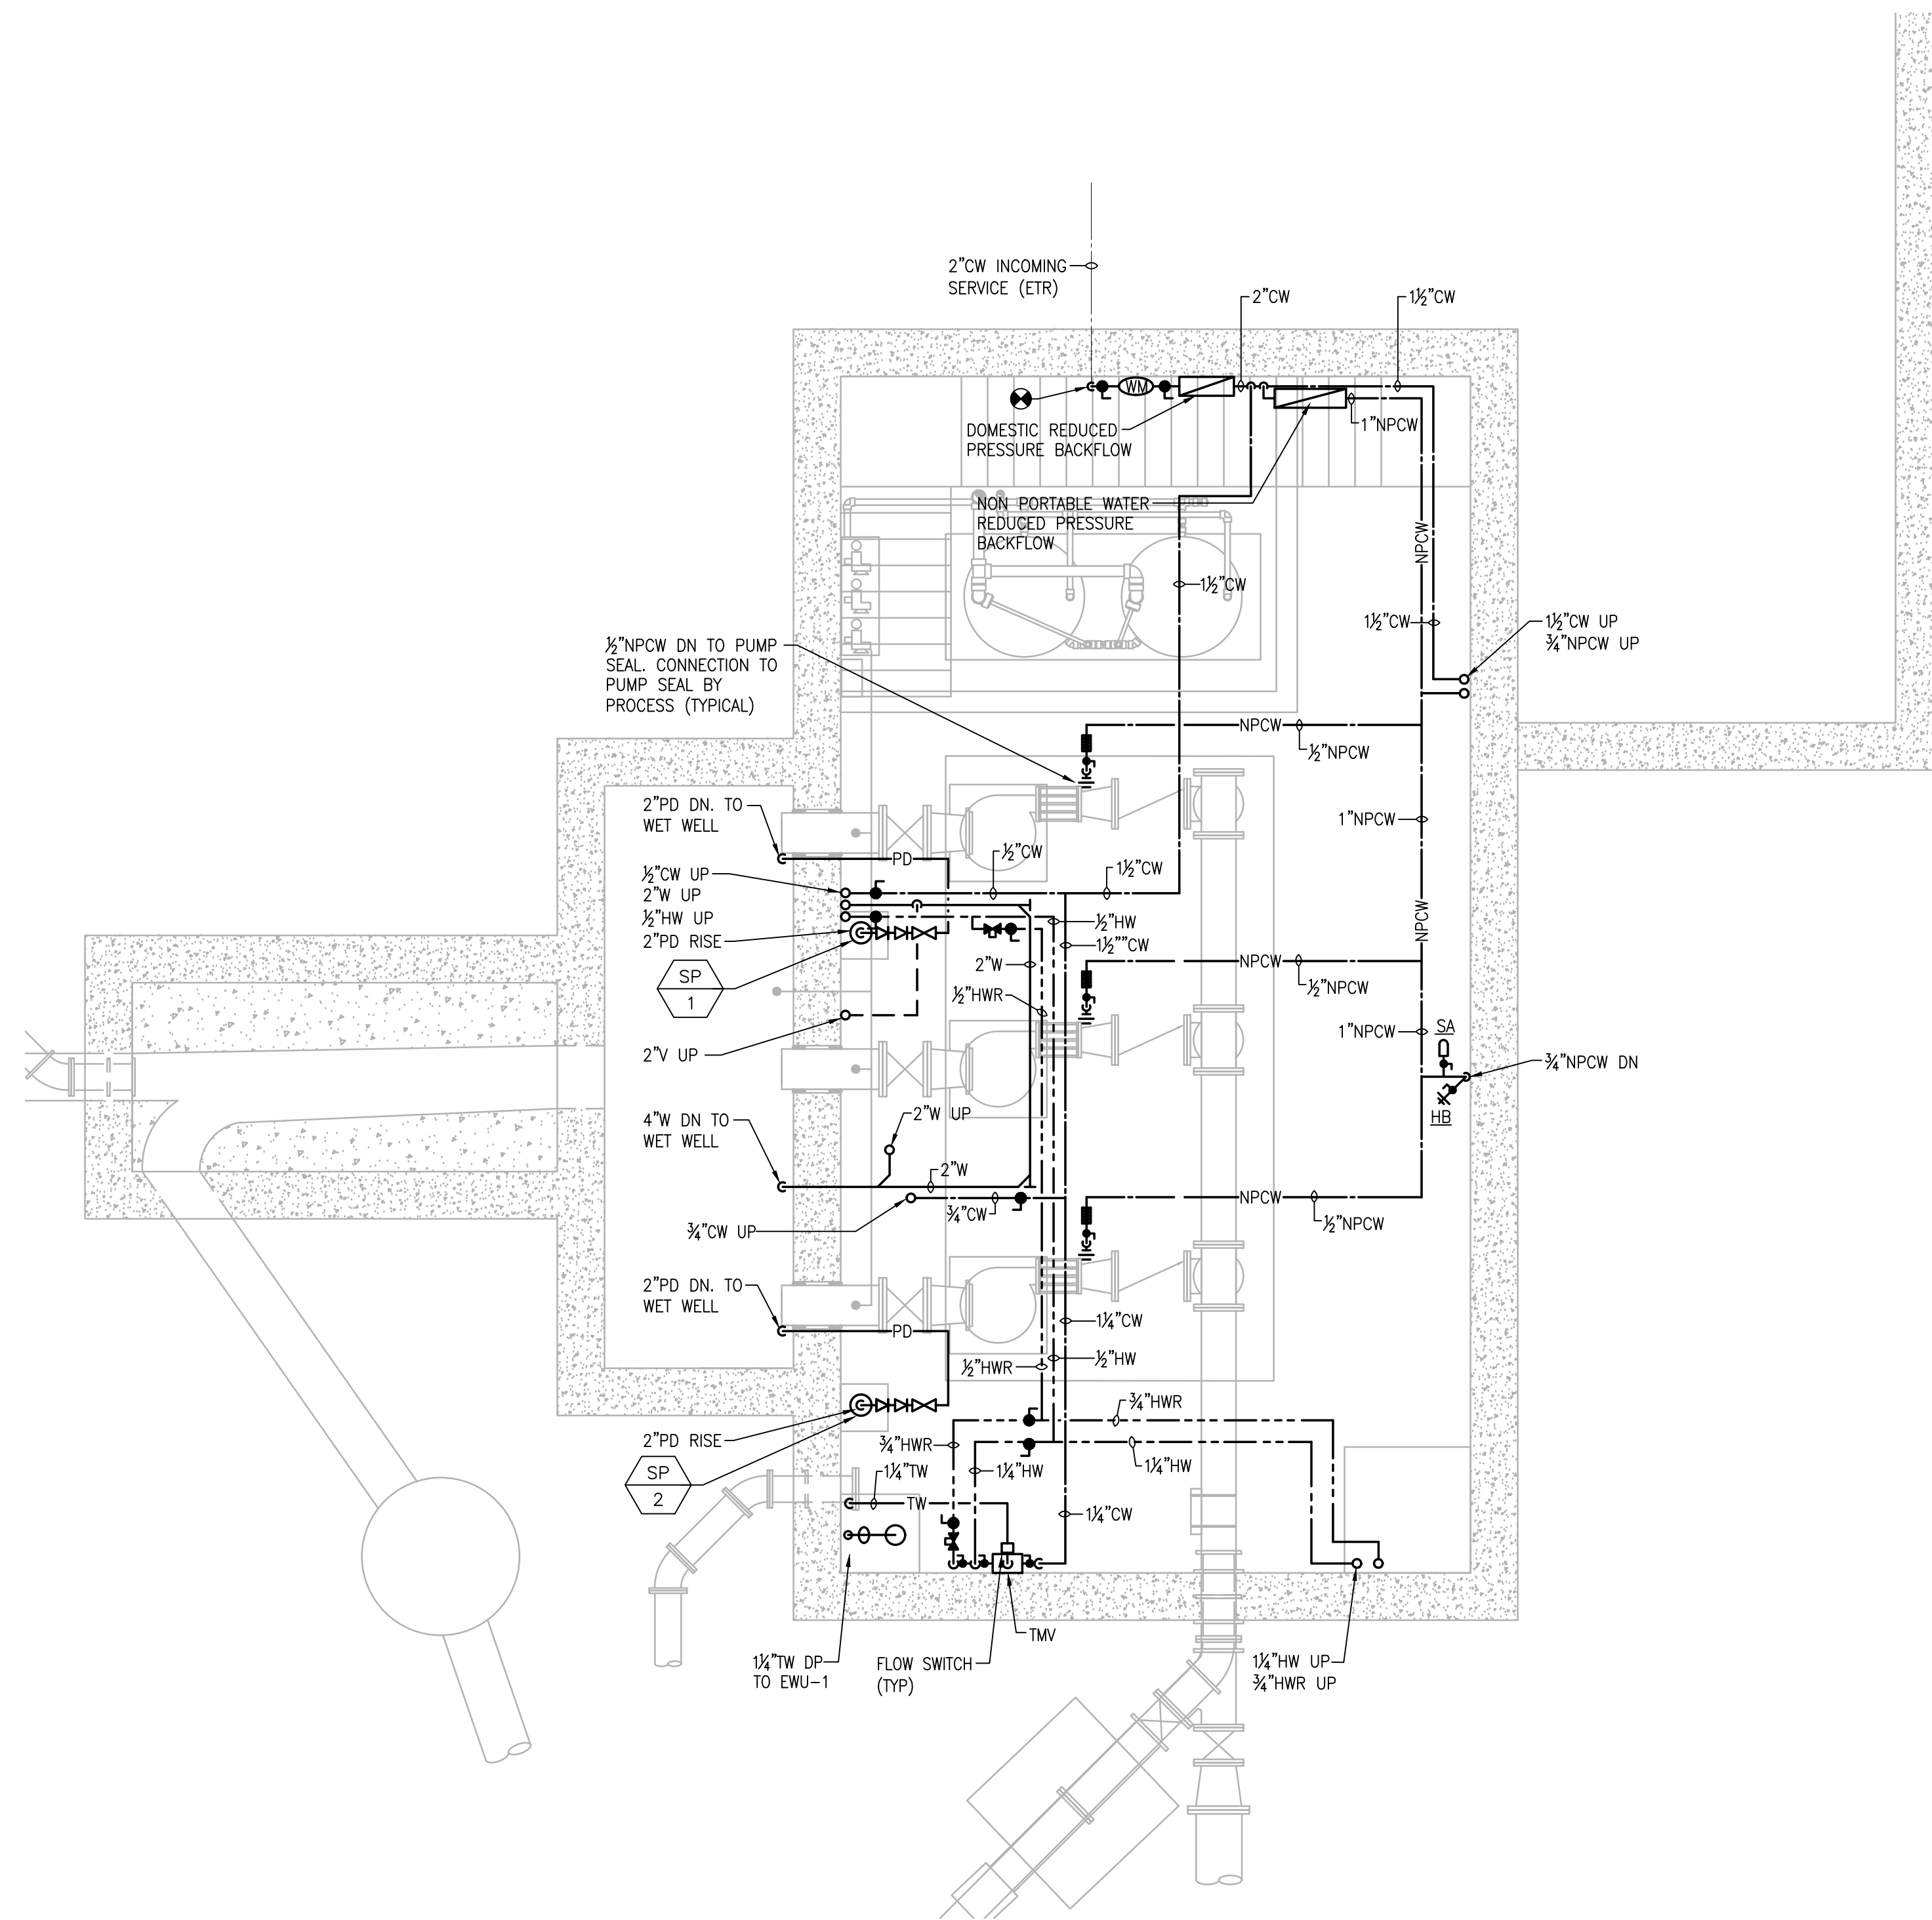 2"CW INCOMING
SERVICE (ETR)
2"CW
1½"CW
WM
DOMESTIC REDUCED
PRESSURE BACKFLOW
1"NPCW
NON PORTABLE WATER
REDUCED PRESSURE
BACKFLOW
NPCW
1½"CW
1½"CW
1½"CW UP
¾"NPCW UP
½"NPCW DN TO PUMP
SEAL. CONNECTION TO
PUMP SEAL BY
PROCESS (TYPICAL)
NPCW
½"NPCW
2"PD DN. TO
WET WELL
1"NPCW
PD
½"CW
1½"CW
½"CW UP
2"W UP
½"HW UP
2"PD RISE
½"HW
1½""CW
NPCW
2"W
NPCW
SP
1
½"HWR
½"NPCW
1"NPCW
SA
2"V UP
¾"NPCW DN
HB
4"W DN TO
WET WELL
2"W UP
2"W
¾"CW
NPCW
½"NPCW
¾"CW UP
2"PD DN. TO
WET WELL
PD
1¼"CW
½"HWR
½"HW
¾"HWR
2"PD RISE
¾"HWR
1¼"HW
1¼"HW
SP
2
1¼"TW
TW
1¼"CW
TMV
1¼"TW DP
TO EWU-1
FLOW SWITCH
(TYP)
1¼"HW UP
¾"HWR UP